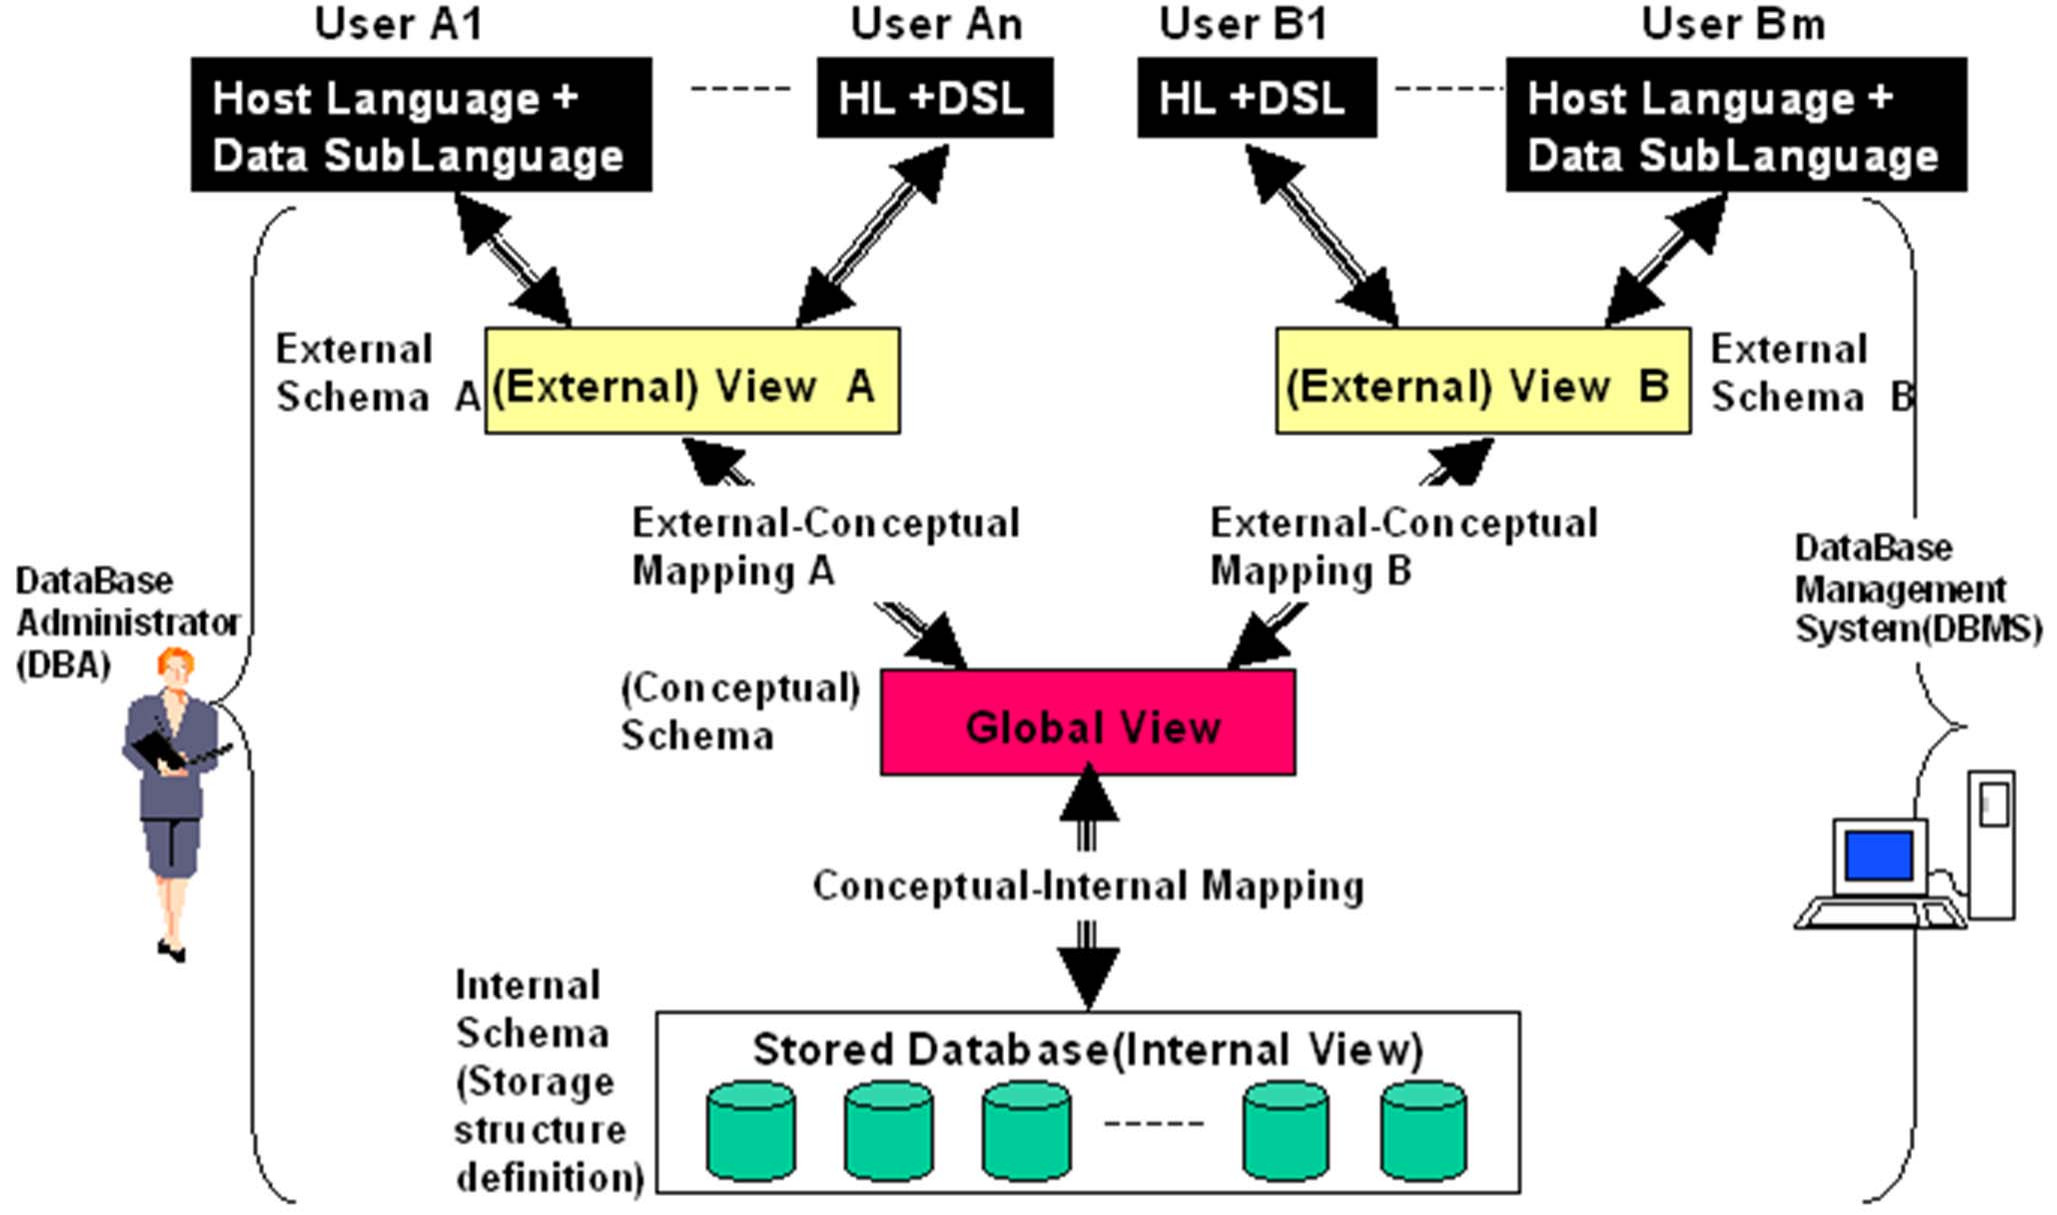 User A1
User An
User B1
User Bm
Host Language +
Data SubLanguage
HL +DSL
HL +DSL
Host Language +
Data SubLanguage
External
Schema A
(External) View A
(External) View B
External
Schema B
External-Conceptual
Mapping A
External-Conceptual
Mapping B
DataBase
Administrator
(DBA)
DataBase
Management
System(DBMS)
(Conceptual)
Schema
Global View
Conceptual-Internal Mapping
Internal
Schema
(Storage
structure
definition)
Stored Database(Internal View)